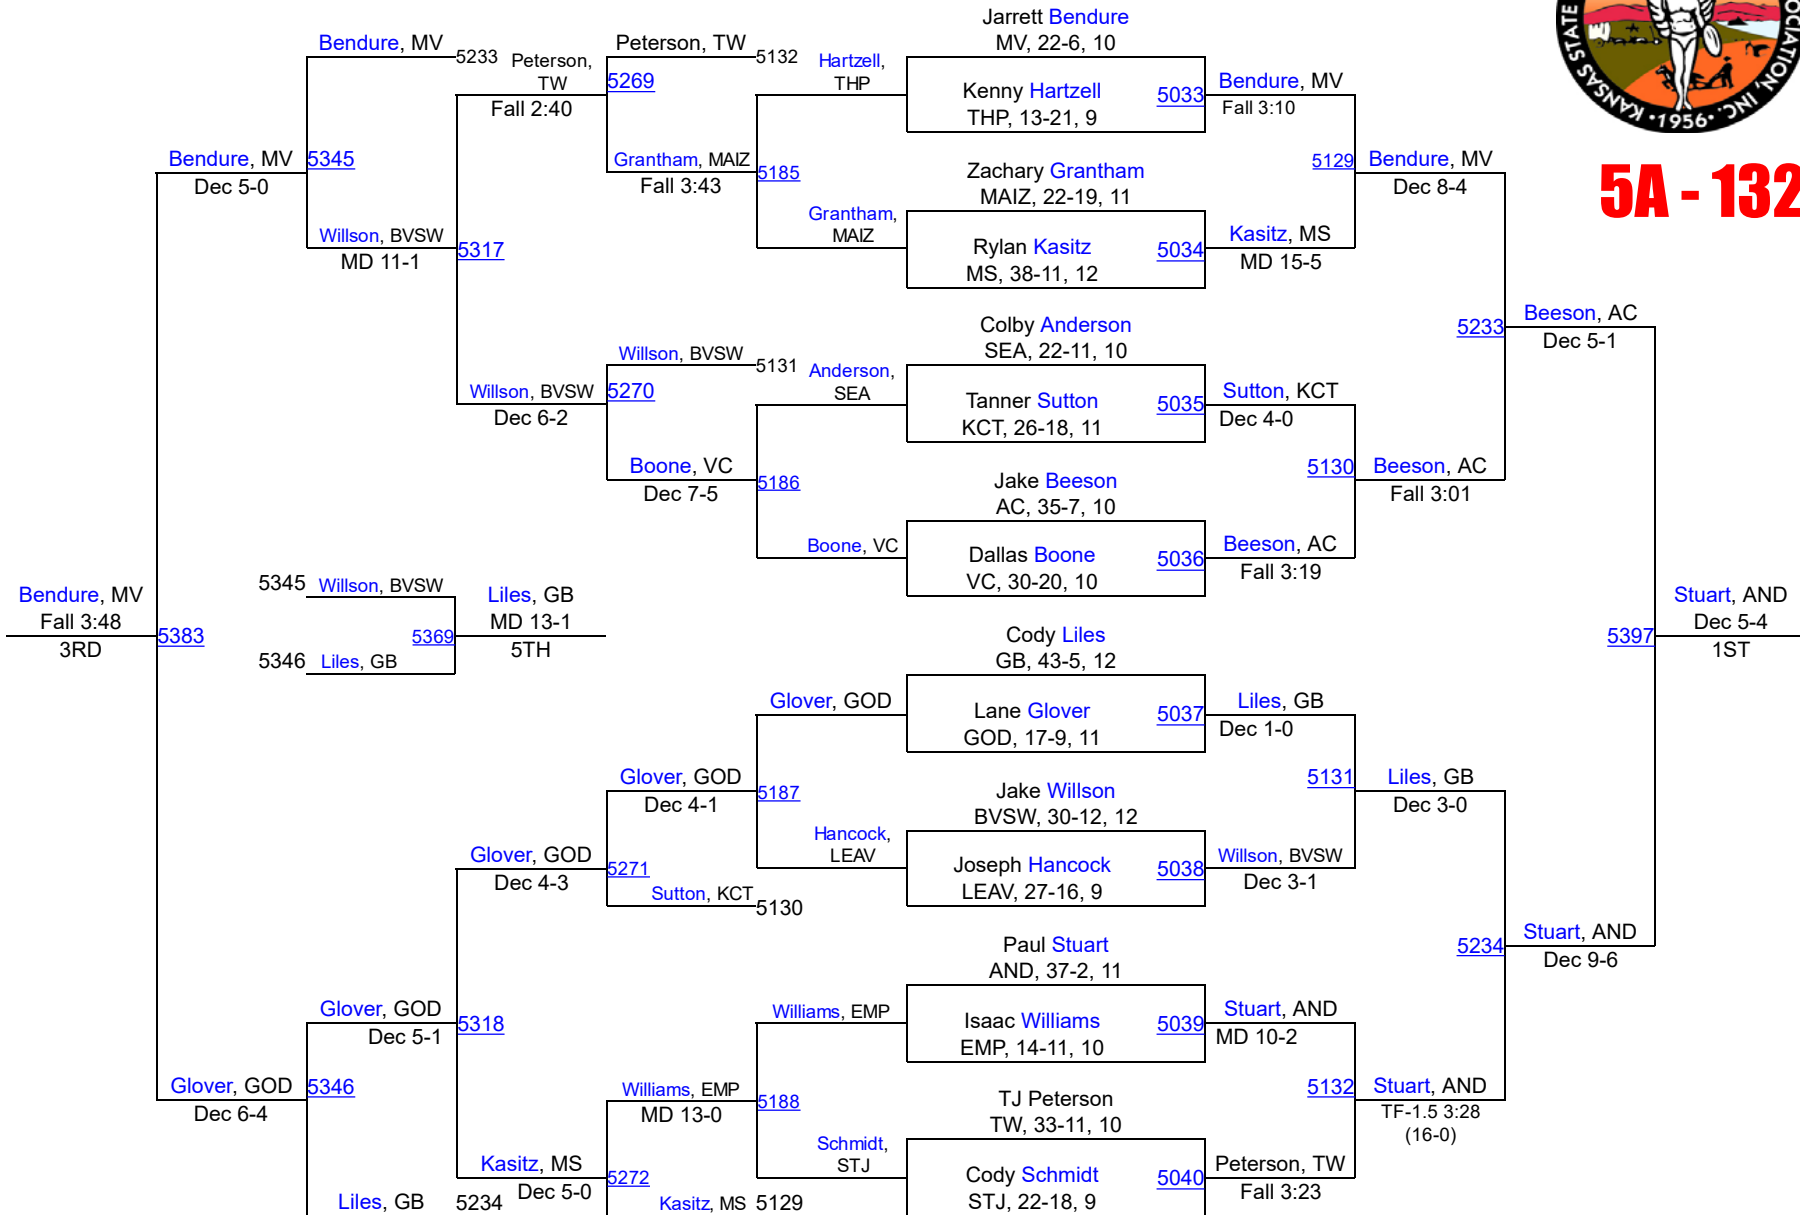 Jarrett Bendure
MV, 22-6, 10
Bendure, MV
5233
Peterson,
TW
Fall 2:40
Peterson, TW
5132
5269
Hartzell,
THP
Kenny Hartzell
THP, 13-21, 9
5033
Bendure, MV
Fall 3:10
KANSAS STATE
OCIATION, INC.
•1956•
5A - 132
Bendure, MV
Dec 5-0
5345
Grantham, MAIZ
Fall 3:43
5185
Zachary Grantham
MAIZ, 22-19, 11
5129
Bendure, MV
Dec 8-4
Willson, BVSW
MD 11-1
5317
Grantham,
MAIZ
Rylan Kasitz
MS, 38-11, 12
5034
Kasitz, MS
MD 15-5
Colby Anderson
SEA, 22-11, 10
5233
Beeson, AC
Dec 5-1
Willson, BVSW
5131
Willson, BVSW
Dec 6-2
5270
Anderson,
SEA
Tanner Sutton
KCT, 26-18, 11
5035
Sutton, KCT
Dec 4-0
Boone, VC
Dec 7-5
5186
Jake Beeson
AC, 35-7, 10
5130
Beeson, AC
Fall 3:01
Boone, VC
Dallas Boone
VC, 30-20, 10
5036
Beeson, AC
Fall 3:19
Bendure, MV
Fall 3:48
3RD
5383
5345
Willson, BVSW
5346
Liles, GB
5369
Liles, GB
MD 13-1
5TH
Cody Liles
GB, 43-5, 12
5397
Stuart, AND
Dec 5-4
1ST
Glover, GOD
Lane Glover
GOD, 17-9, 11
5037
Liles, GB
Dec 1-0
Glover, GOD
Dec 4-1
5187
Jake Willson
BVSW, 30-12, 12
5131
Liles, GB
Dec 3-0
Glover, GOD
Dec 4-3
5271
Sutton, KCT
5130
Hancock,
LEAV
Joseph Hancock
LEAV, 27-16, 9
5038
Willson, BVSW
Dec 3-1
Paul Stuart
AND, 37-2, 11
5234
Stuart, AND
Dec 9-6
Glover, GOD
Dec 5-1
5318
Williams, EMP
Isaac Williams
EMP, 14-11, 10
5039
Stuart, AND
MD 10-2
Glover, GOD
Dec 6-4
5346
Williams, EMP
MD 13-0
5188
TJ Peterson
TW, 33-11, 10
5132
Stuart, AND
TF-1.5 3:28
(16-0)
Kasitz, MS
Dec 5-0
5272
Schmidt,
STJ
Cody Schmidt
STJ, 22-18, 9
5040
Peterson, TW
Fall 3:23
Liles, GB
5234
Kasitz, MS
5129